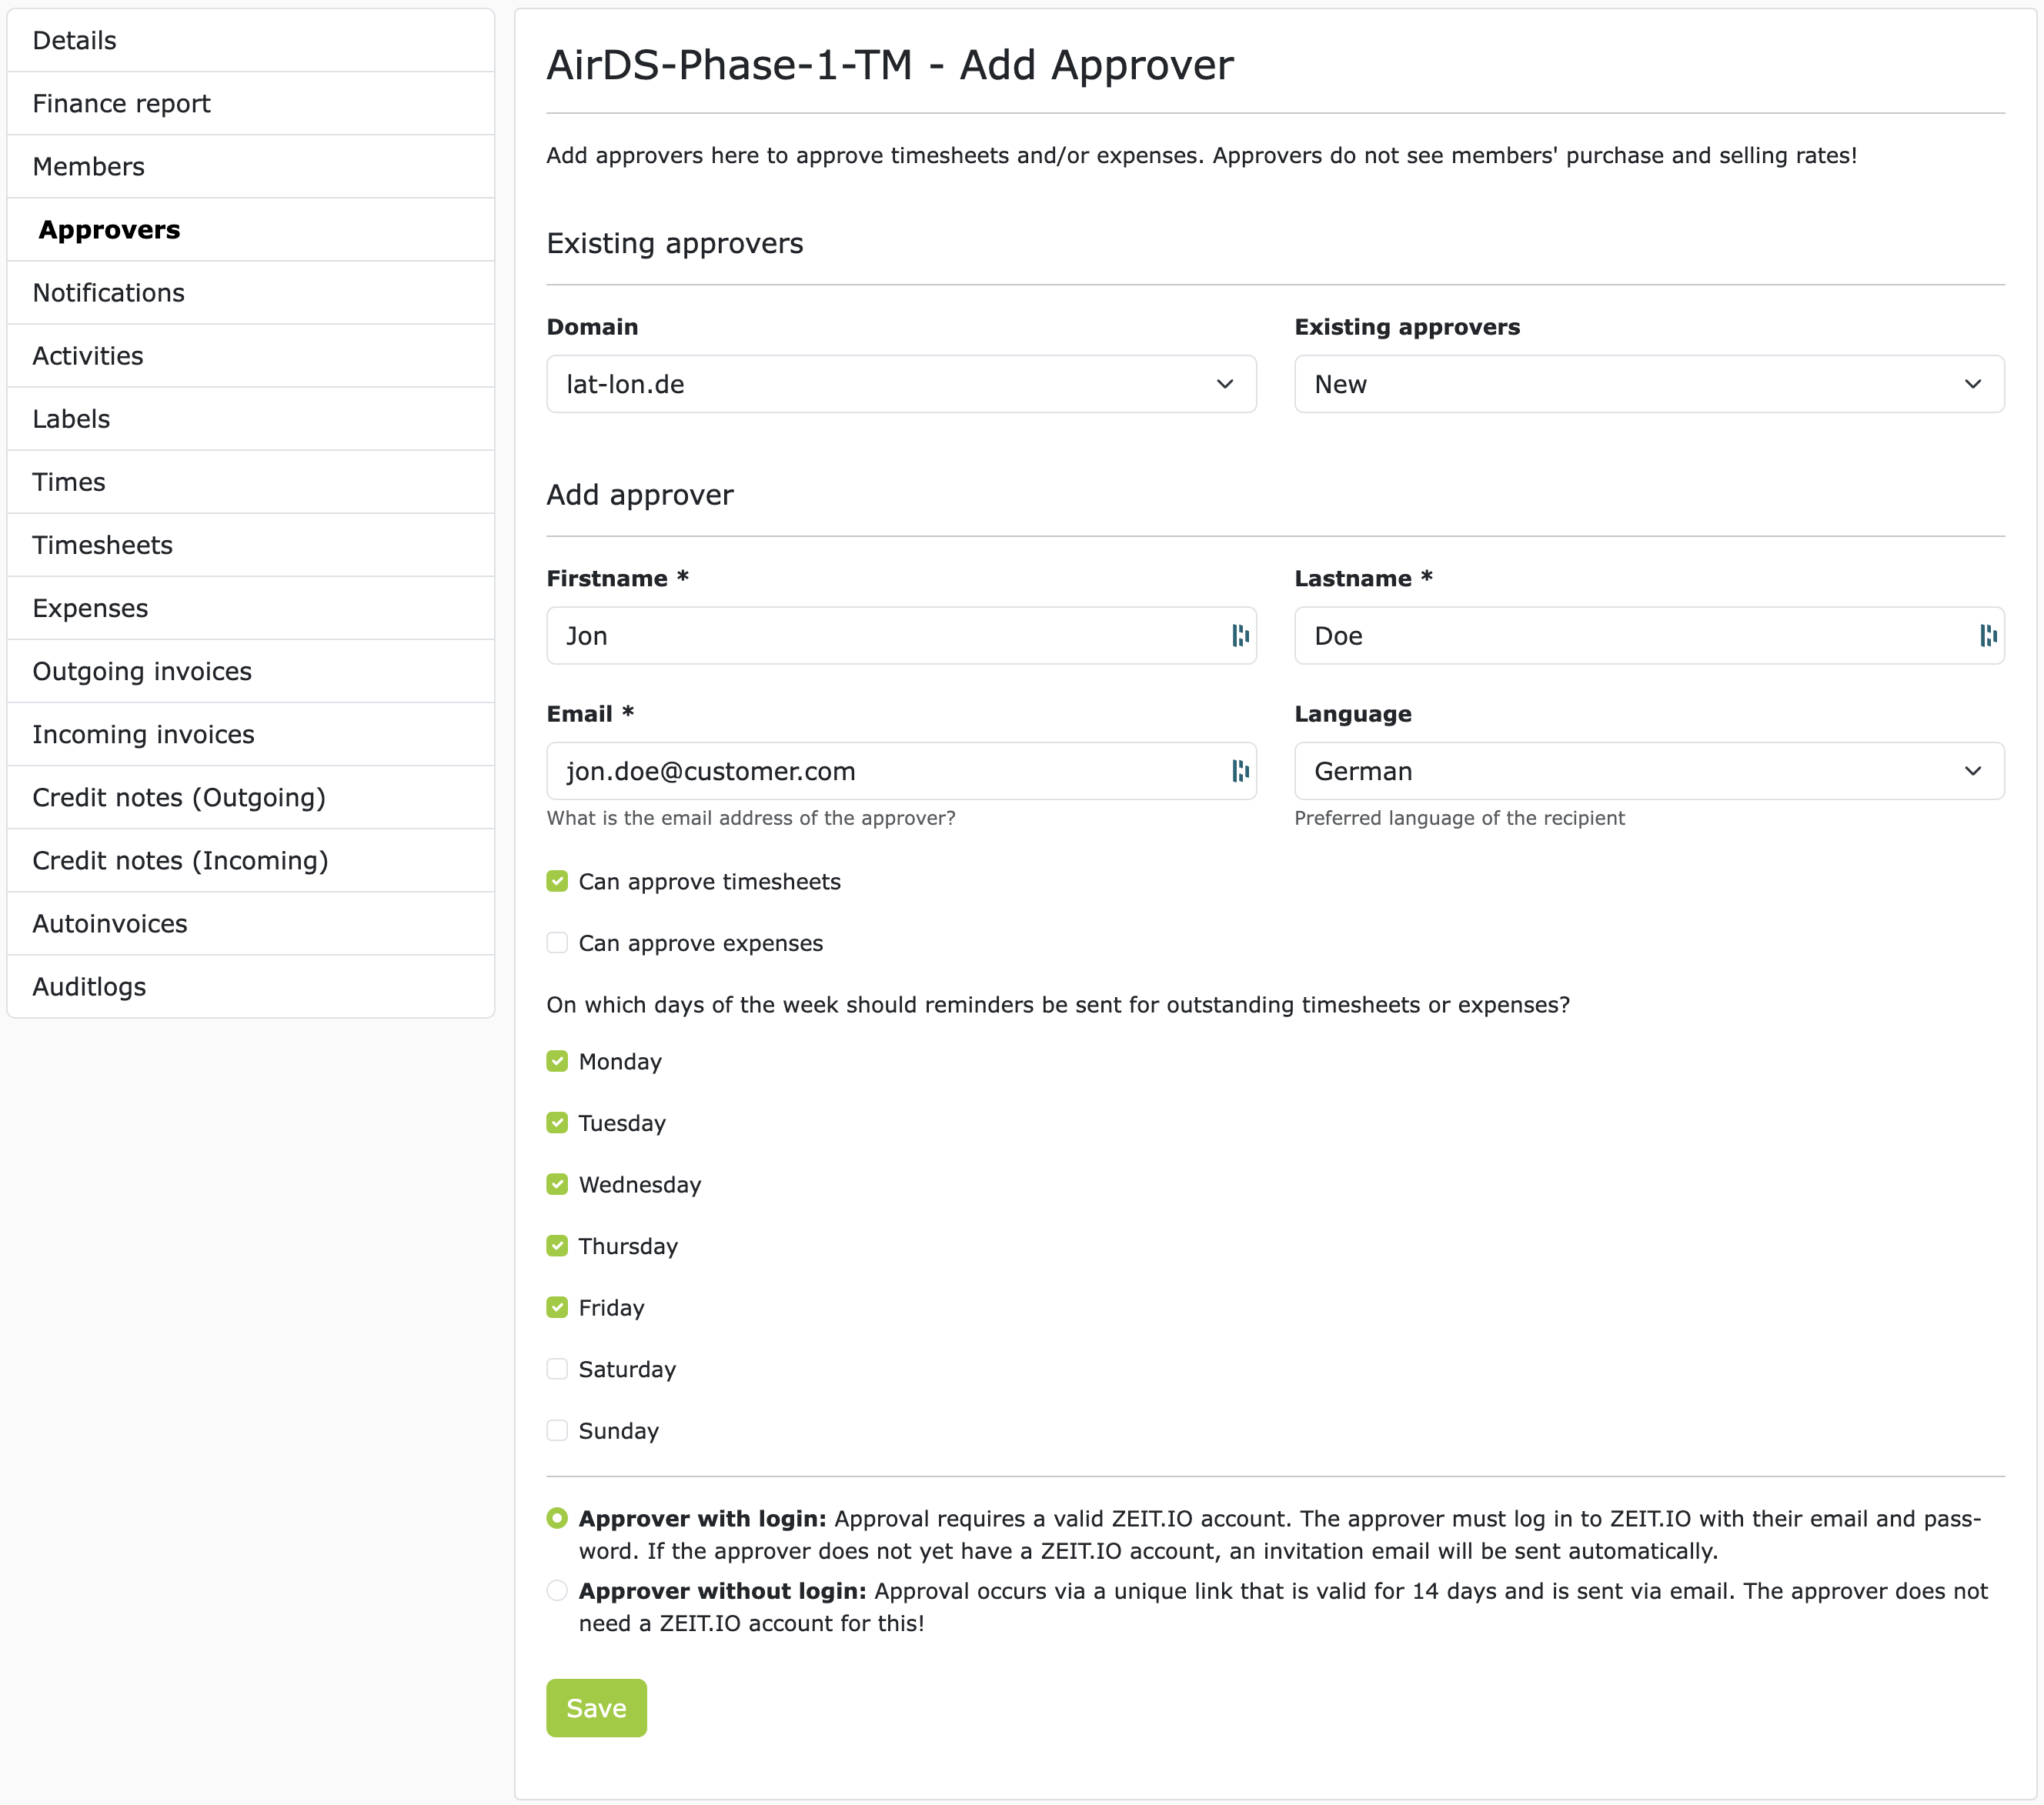 Details
Finance report
Members
Approvers
Notifications
Activities
Labels
Times
Timesheets
Expenses
Outgoing invoices
Incoming invoices
Credit notes (Outgoing)
Credit notes (Incoming)
Autoinvoices
Auditlogs
AirDS-Phase-1-TM - Add Approver
Add approvers here to approve timesheets and/or expenses. Approvers do not see members' purchase and selling rates!
Existing approvers
Domain
lat-lon.de
Existing approvers
New
Add approver
Firstname *
Jon
Lastname *
Doe
Email *
jon.doe@customer.com
What is the email address of the approver?
Language
German
Preferred language of the recipient
Can approve timesheets
Can approve expenses
On which days of the week should reminders be sent for outstanding timesheets or expenses?
Monday
Tuesday
Wednesday
Thursday
Friday
Saturday
Sunday
Approver with login: Approval requires a valid ZEIT.IO account. The approver must log in to ZEIT.IO with their email and pass-
word. If the approver does not yet have a ZEIT.IO account, an invitation email will be sent automatically.
Approver without login: Approval occurs via a unique link that is valid for 14 days and is sent via email. The approver does not
need a ZEIT.IO account for this!
Save